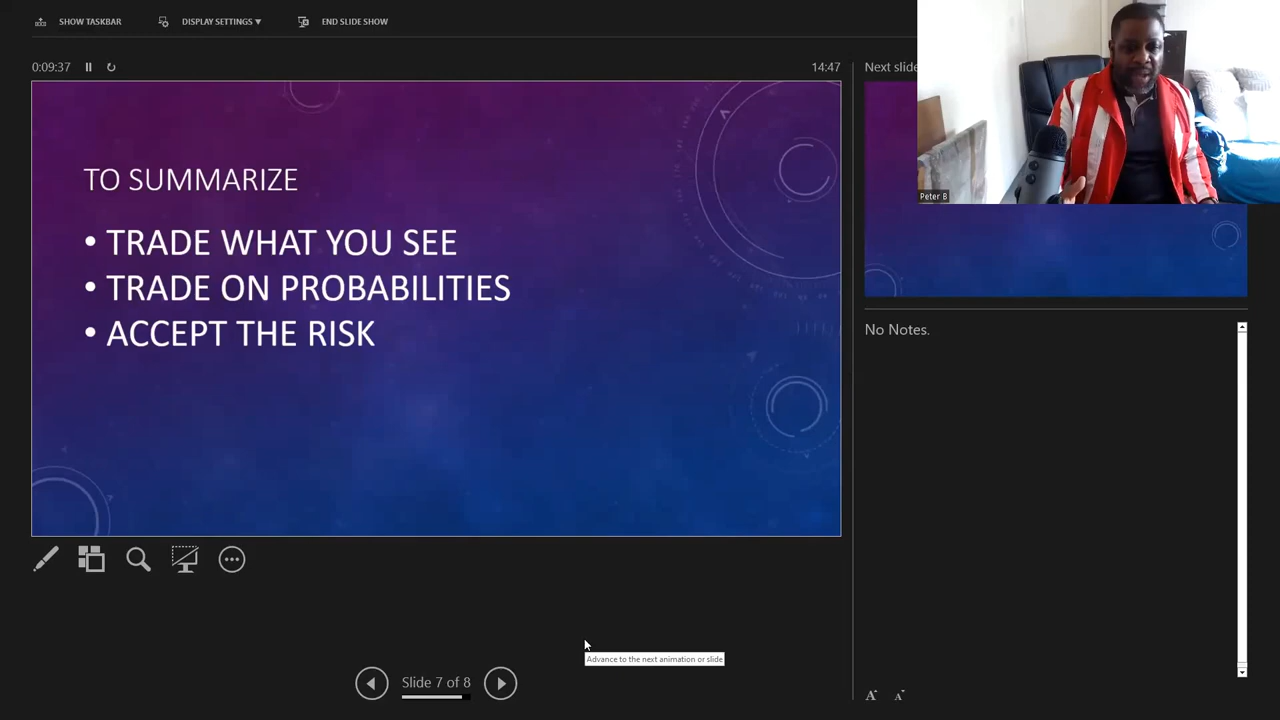 SHOW TASKBAR
DISPLAY SETTINGS ▾
END SLIDE SHOW
0:09:37
14:47
Next slide
TO SUMMARIZE
• TRADE WHAT YOU SEE
• TRADE ON PROBABILITIES
• ACCEPT THE RISK
Peter B
No Notes.
Advance to the next animation or slide
Slide 7 of 8
A A